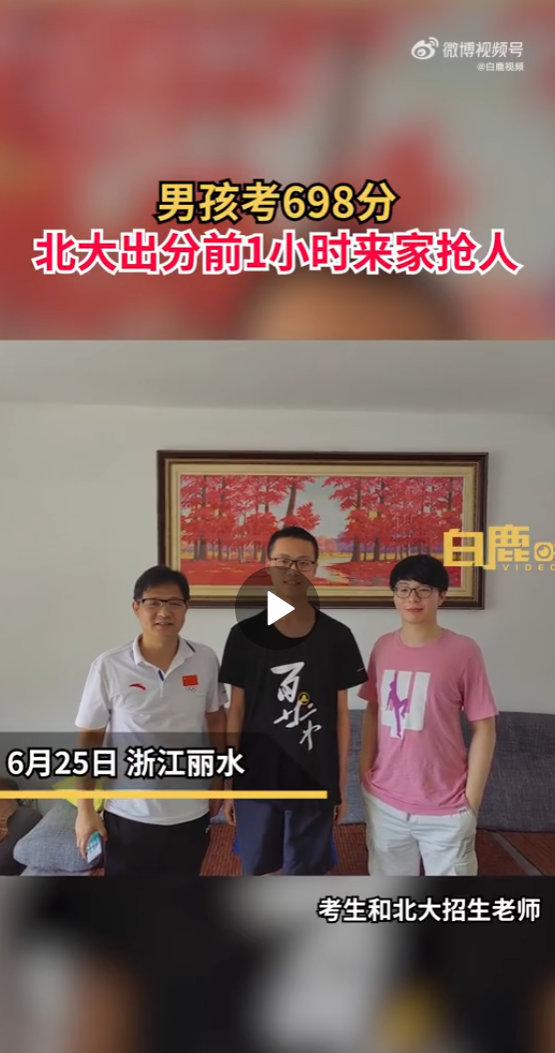 微博视频号
@白鹿视频
男孩考698分
北大出分前1小时来家抢人
白鹿
VIDEO
6月25日 浙江丽水
考生和北大招生老师